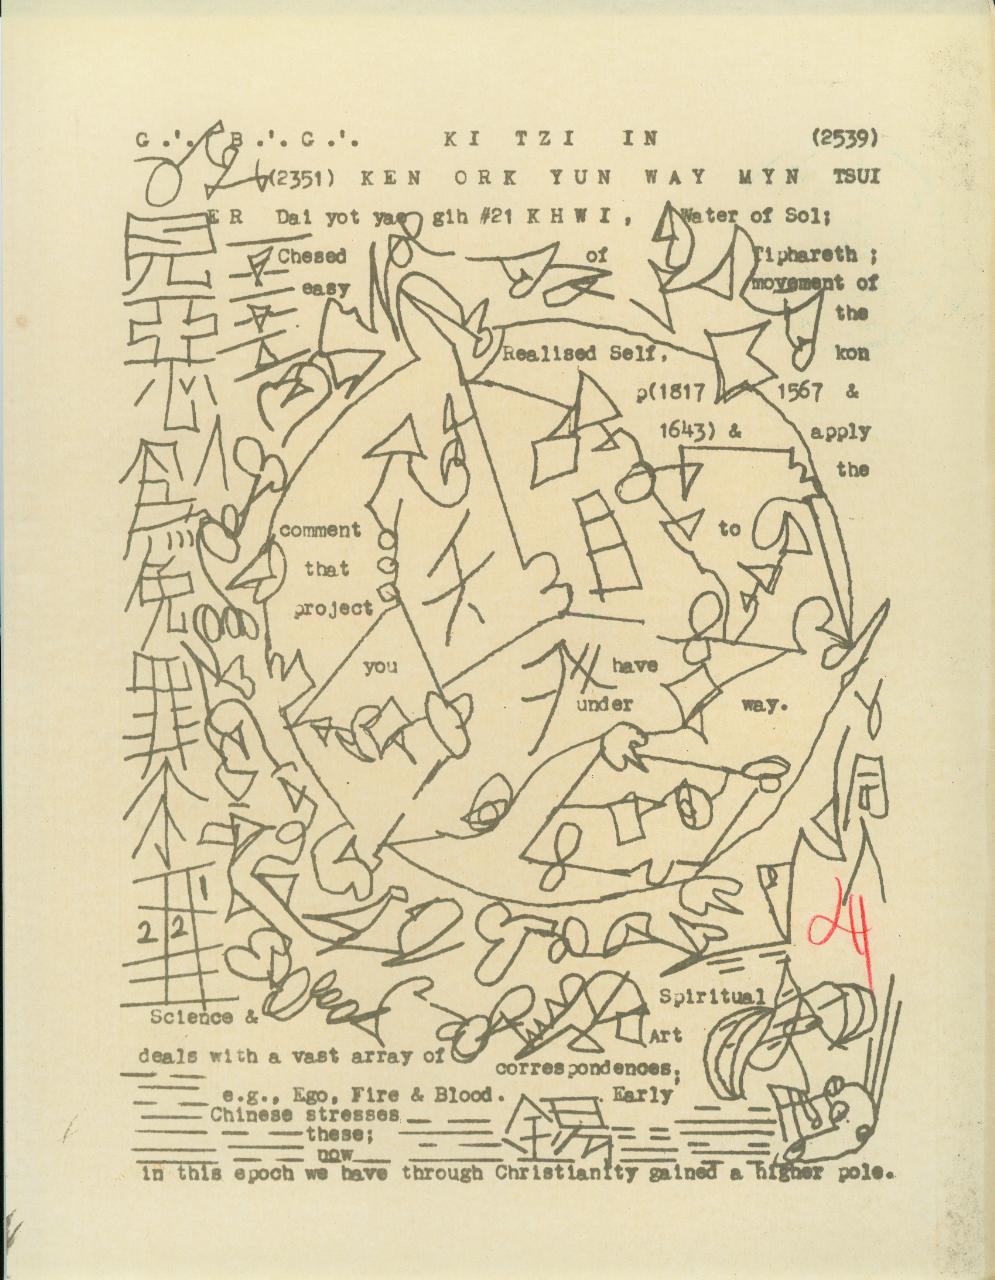 G.'. B.'. G.'. KI TZI IN (2539)
(2351) KEN ORK YUN WAY MYN TSUI
ER Dai yot yae gih #21 KHWI, Water of Sol;
Chesed of Tiphareth ;
easy movement of
the
Realised Self, kon
p(1817 1567 &
1643) & apply
the
comment to
that
project
you have
under way.
22
24
Spiritual
Science & Art
deals with a vast array of correspondences,
e.g., Ego, Fire & Blood. Early
Chinese stresses
these;
now
in this epoch we have through Christianity gained a higher pole.